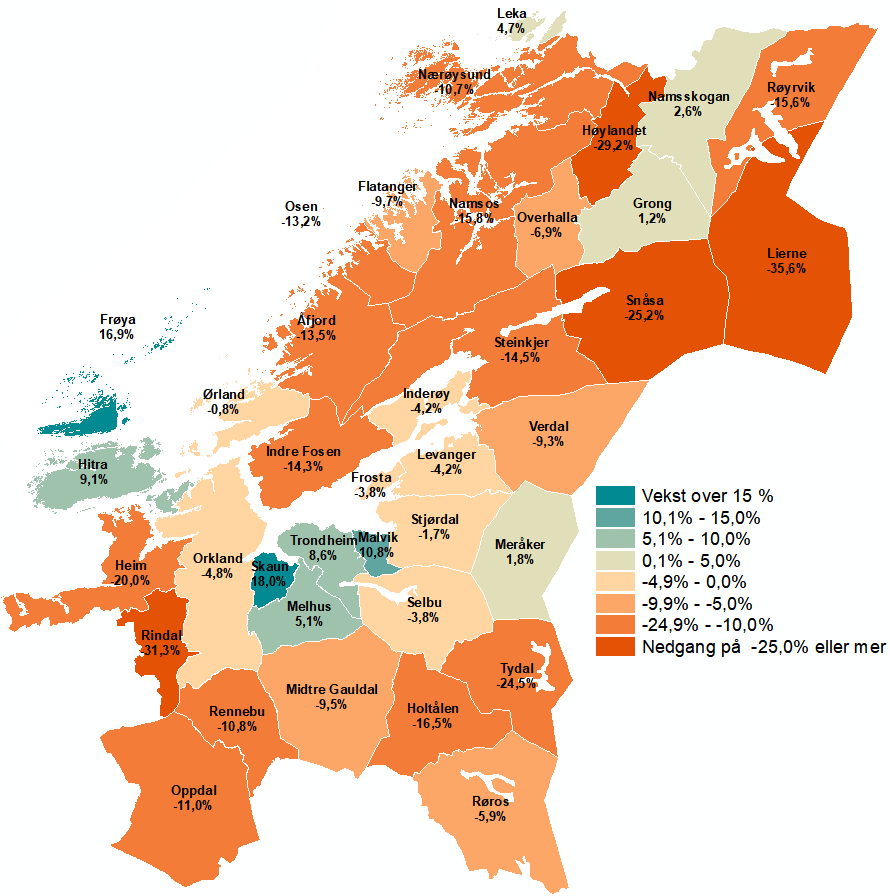 Leka
4,7%
Nærøysund
-10,7%
Namsskogan
2,6%
Røyrvik
-15,6%
Høylandet
-29,2%
Flatanger
-9,7%
Osen
-13,2%
Namsos
-15,8%
Overhalla
-6,9%
Grong
1,2%
Lierne
-35,6%
Snåsa
-25,2%
Frøya
16,9%
Åfjord
-13,5%
Steinkjer
-14,5%
Ørland
-0,8%
Inderøy
-4,2%
Verdal
-9,3%
Hitra
9,1%
Indre Fosen
-14,3%
Levanger
-4,2%
Frosta
-3,8%
Stjørdal
-1,7%
Trondheim
8,6%
Malvik
10,8%
Meråker
1,8%
Heim
-20,0%
Orkland
-4,8%
Skaun
18,0%
Melhus
5,1%
Selbu
-3,8%
Rindal
-31,3%
Tydal
-24,5%
Midtre Gauldal
-9,5%
Rennebu
-10,8%
Holtålen
-16,5%
Oppdal
-11,0%
Røros
-5,9%
Vekst over 15 %
10,1% - 15,0%
5,1% - 10,0%
0,1% - 5,0%
-4,9% - 0,0%
-9,9% - -5,0%
-24,9% - -10,0%
Nedgang på -25,0% eller mer